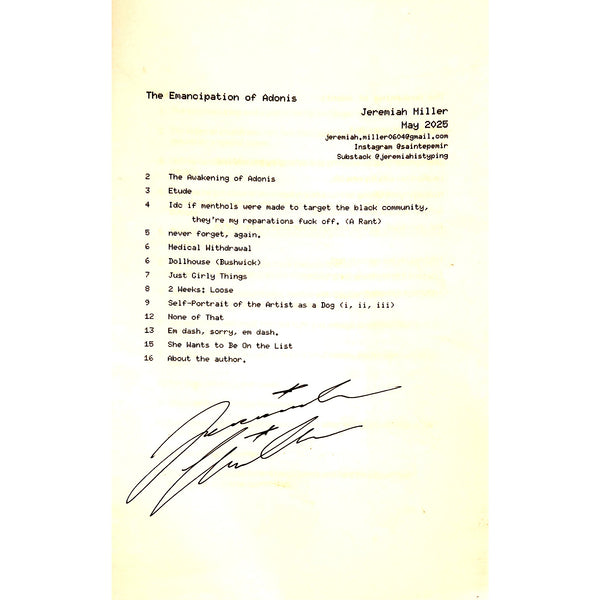 The Emancipation of Adonis
Jeremiah Miller
May 2025
jeremiah.miller0604@gmail.com
Instagram @saintepemir
Substack @jeremiahistyping
2 The Awakening of Adonis
3 Etude
4 Idc if menthols were made to target the black community,
they're my reparations fuck off. (A Rant)
5 never forget, again.
6 Medical Withdrawal
6 Dollhouse (Bushwick)
7 Just Girly Things
8 2 Weeks: Loose
9 Self-Portrait of the Artist as a Dog (i, ii, iii)
12 None of That
13 Em dash, sorry, em dash.
15 She Wants to Be On the List
16 About the author.
Jeremiah
Miller